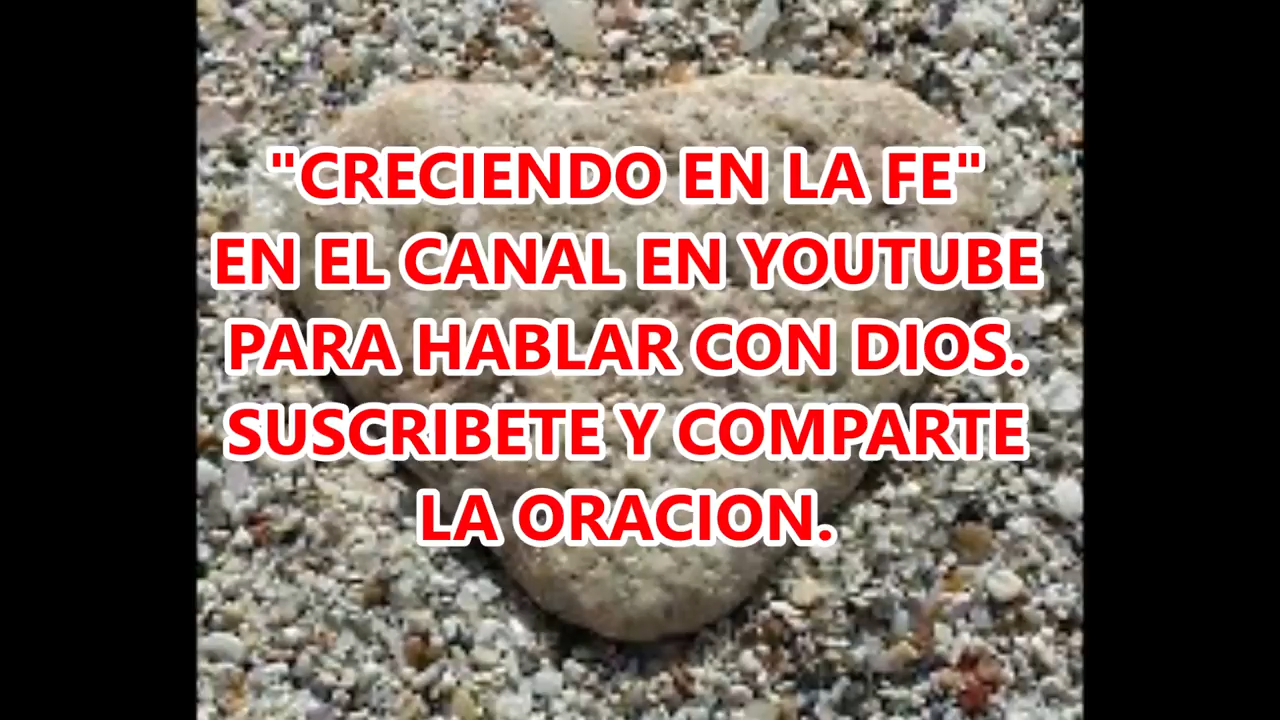 "CRECIENDO EN LA FE"
EN EL CANAL EN YOUTUBE
PARA HABLAR CON DIOS.
SUSCRIBETE Y COMPARTE
LA ORACION.